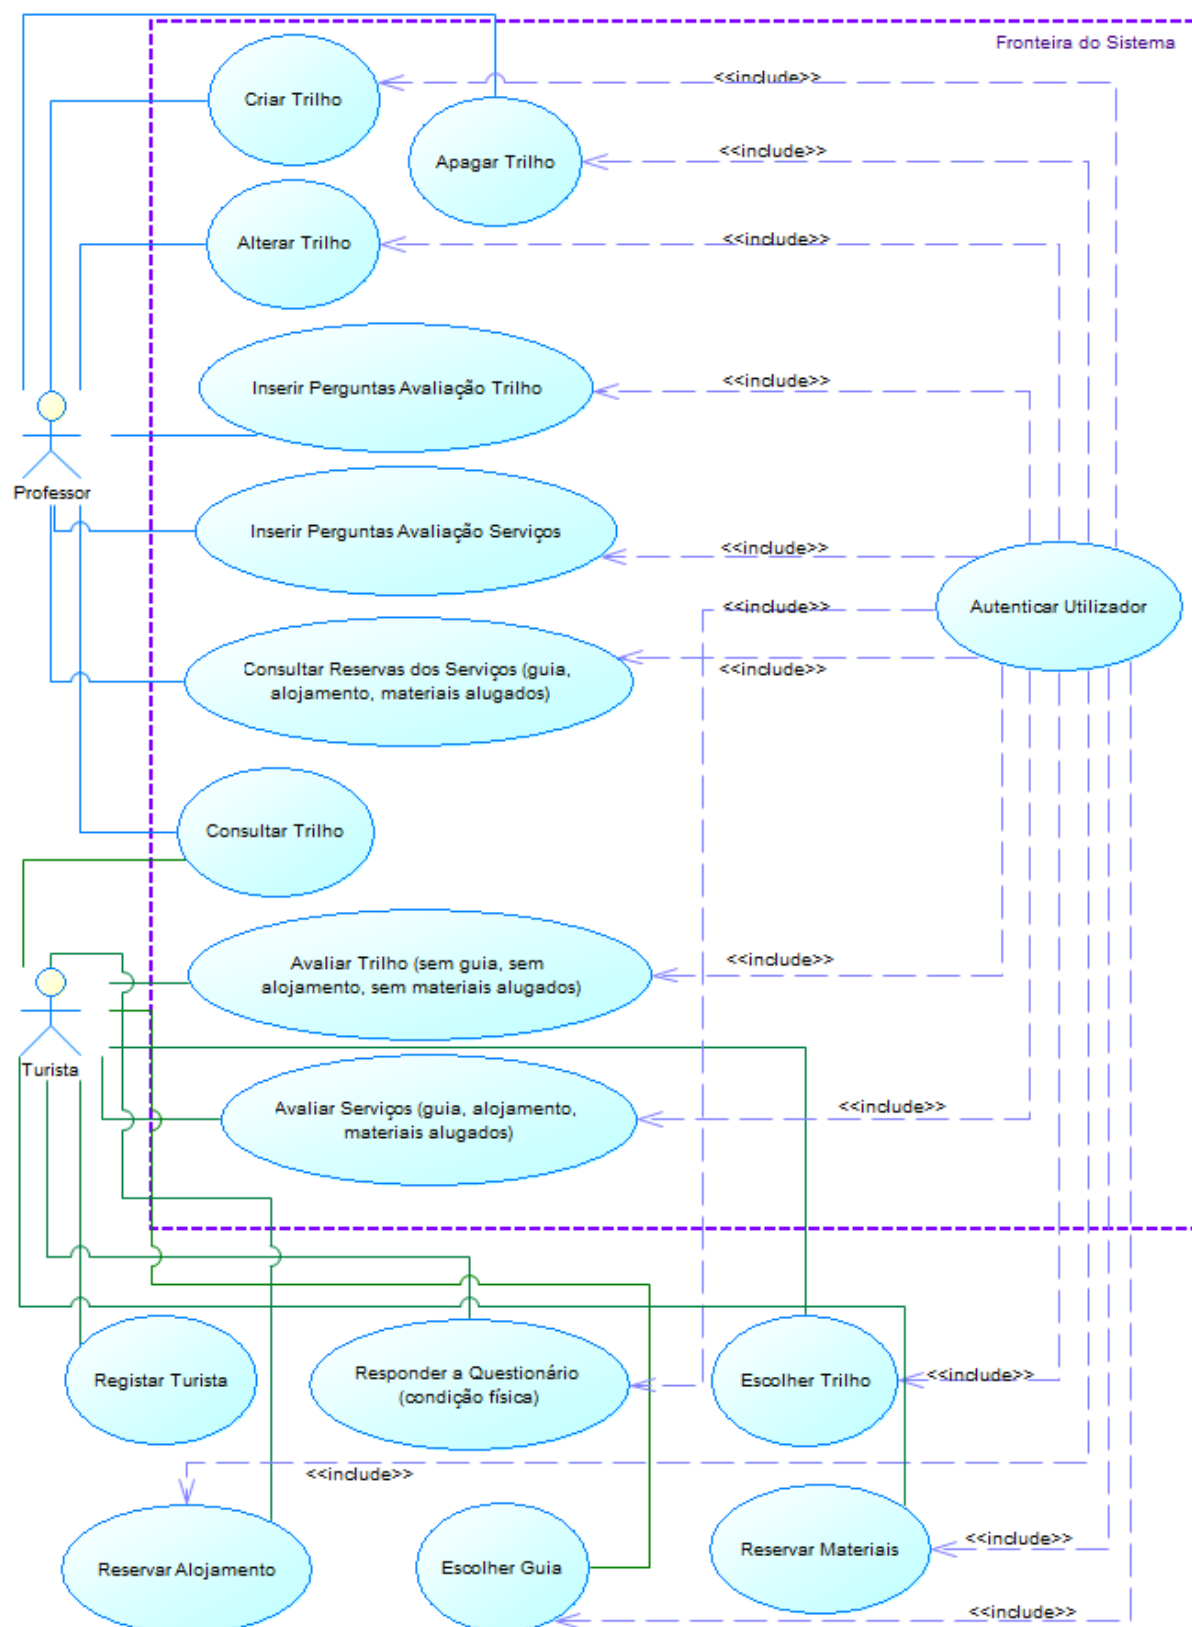 Fronteira do Sistema
<<include>>
Criar Trilho
<<include>>
Apagar Trilho
<<include>>
Alterar Trilho
<<include>>
Inserir Perguntas Avaliação Trilho
Professor
Inserir Perguntas Avaliação Serviços
<<include>>
<<include>>
Autenticar Utilizador
Consultar Reservas dos Serviços (guia,
alojamento, materiais alugados)
<<include>>
Consultar Trilho
Avaliar Trilho (sem guia, sem
alojamento, sem materiais alugados)
<<include>>
Turista
Avaliar Serviços (guia, alojamento,
materiais alugados)
<<include>>
Registar Turista
Responder a Questionário
(condição física)
Escolher Trilho
<<include>>
<<include>>
Reservar Alojamento
Escolher Guia
Reservar Materiais
<<include>>
<<include>>